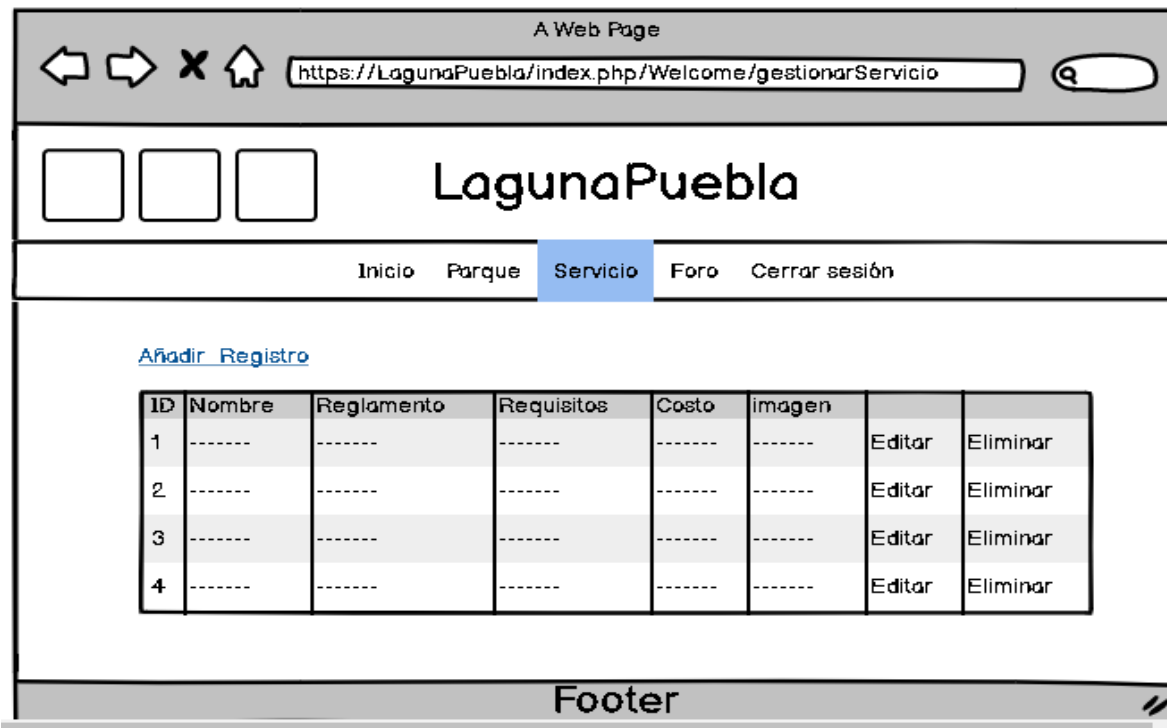 A Web Page
https://LagunaPuebla/index.php/Welcome/gestionarServicio
LagunaPuebla
Inicio Parque Servicio Foro Cerrar sesión
Añadir Registro
ID Nombre Reglamento Requisitos Costo imagen
1 ------- ------- ------- ------- ------- Editar Eliminar
2 ------- ------- ------- ------- ------- Editar Eliminar
3 ------- ------- ------- ------- ------- Editar Eliminar
4 ------- ------- ------- ------- ------- Editar Eliminar
Footer